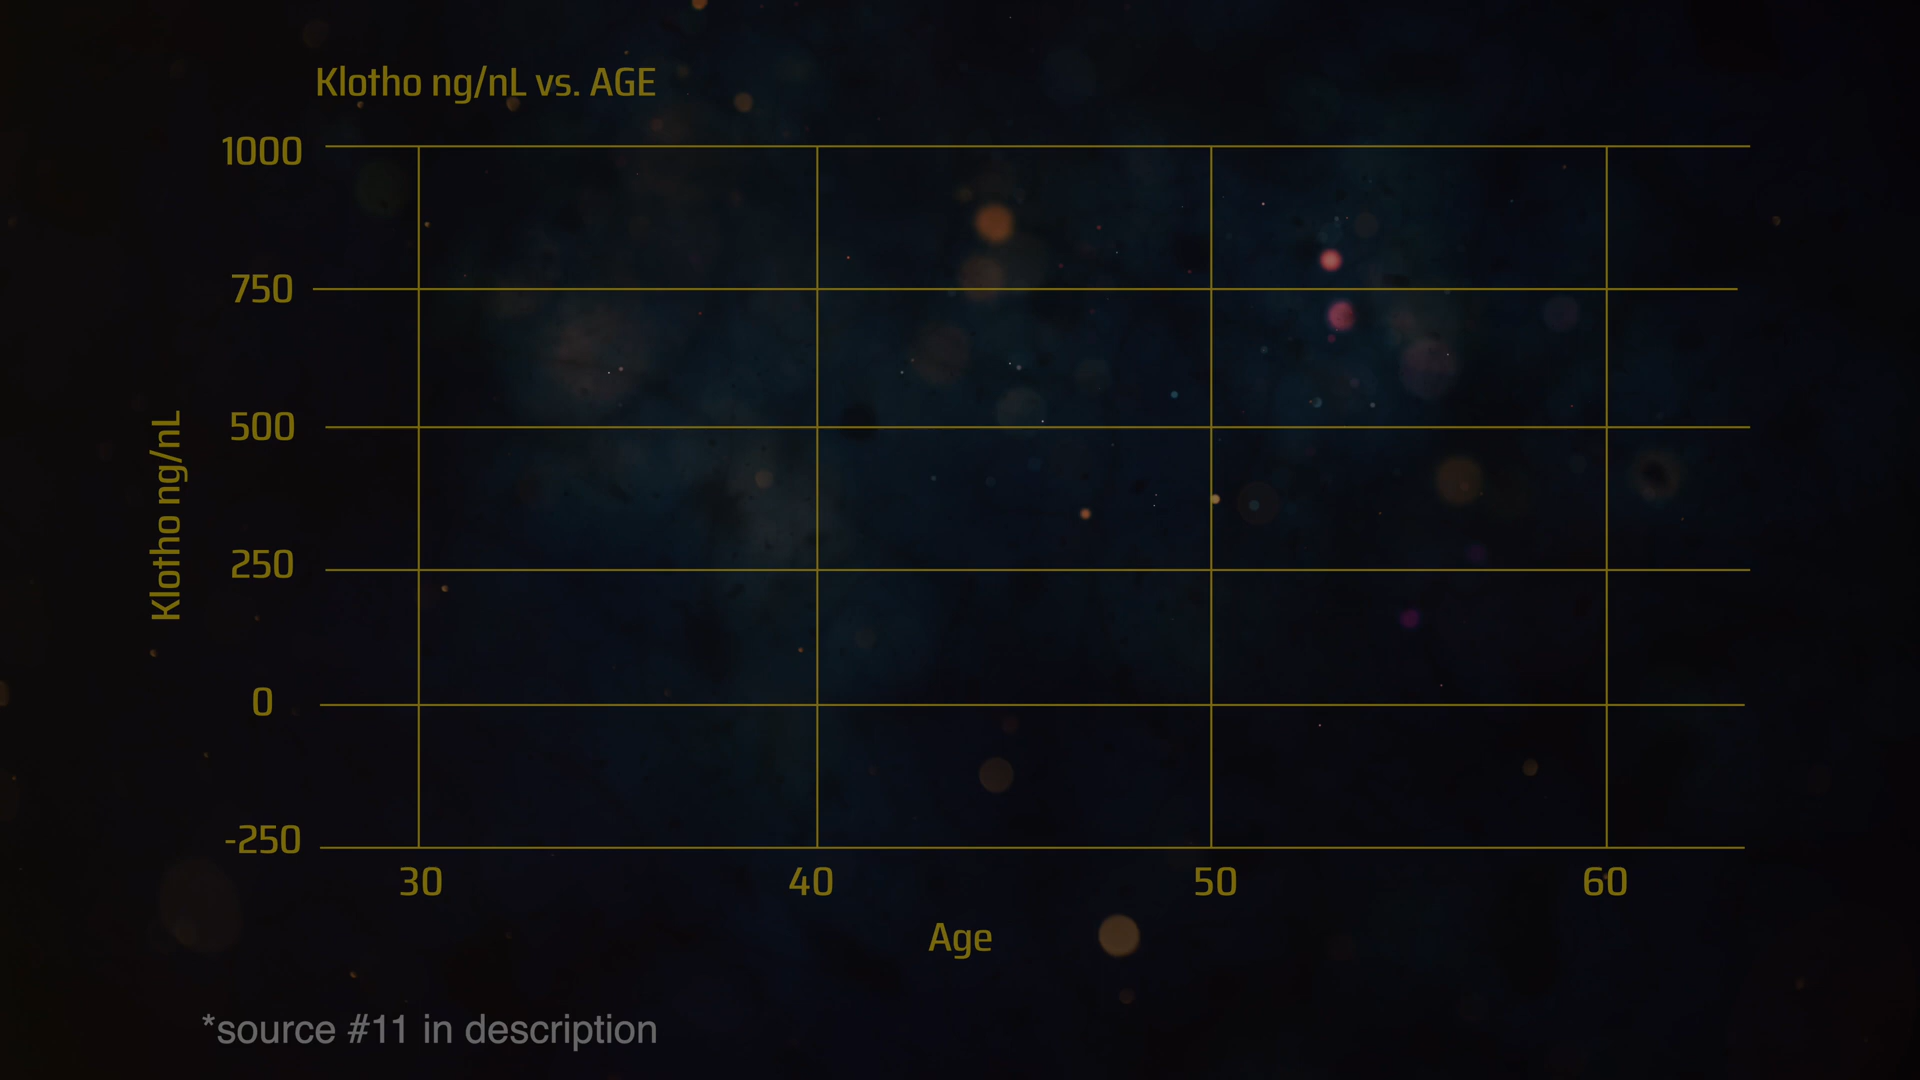 Klotho ng/nL vs. AGE
1000
750
500
250
0
-250
Klotho ng/nL
30 40 50 60
Age
*source #11 in description